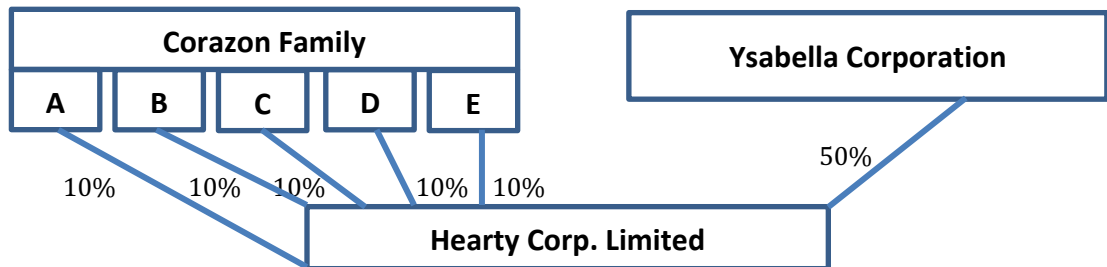 Corazon Family
Ysabella Corporation
A B C D E
50%
10% 10% 10% 10% 10%
Hearty Corp. Limited